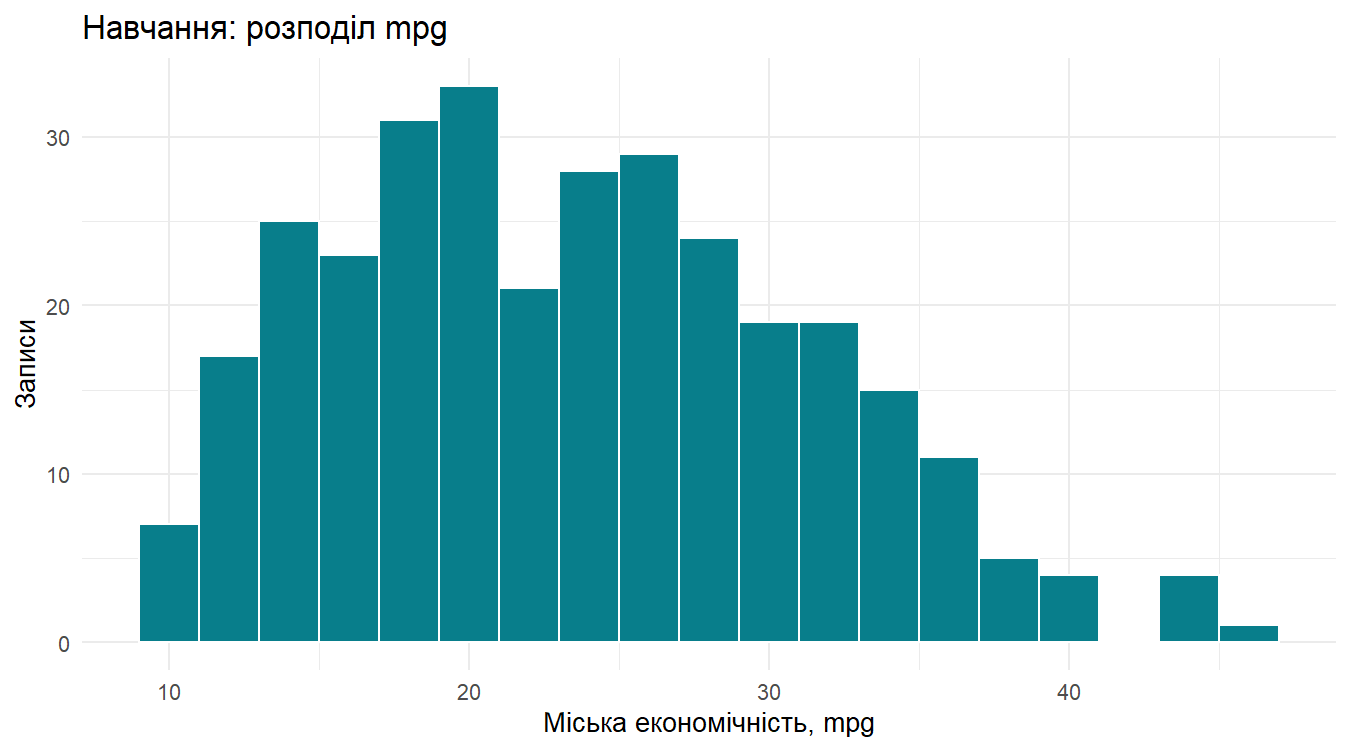 Навчання: розподіл mpg
30
20
10
0
Записи
10 20 30 40
Міська економічність, mpg